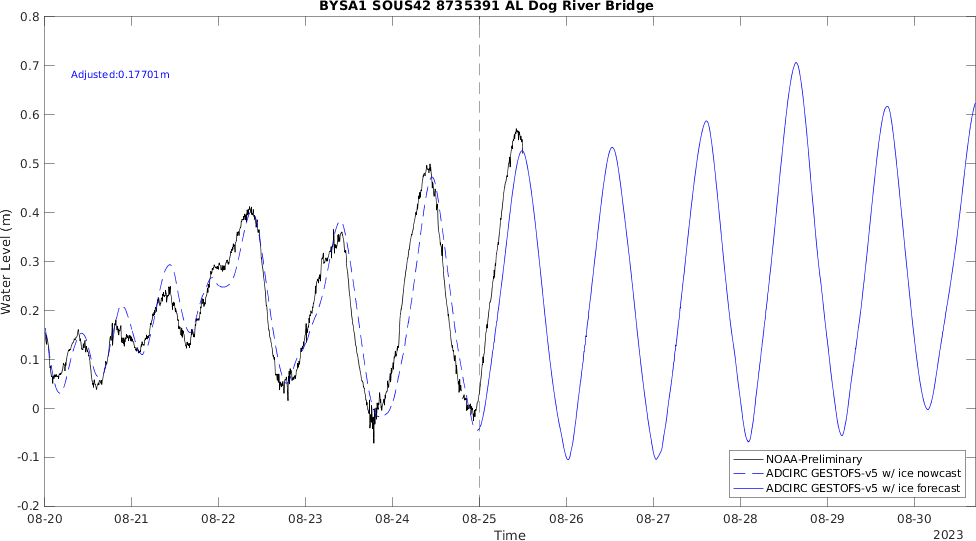 BYSA1 SOUS42 8735391 AL Dog River Bridge
0.8
0.7
0.6
0.5
0.4
0.3
0.2
0.1
0
-0.1
-0.2
Water Level (m)
Adjusted:0.17701m
NOAA-Preliminary
ADCIRC GESTOFS-v5 w/ ice nowcast
ADCIRC GESTOFS-v5 w/ ice forecast
08-20 08-21 08-22 08-23 08-24 08-25 08-26 08-27 08-28 08-29 08-30
Time
2023